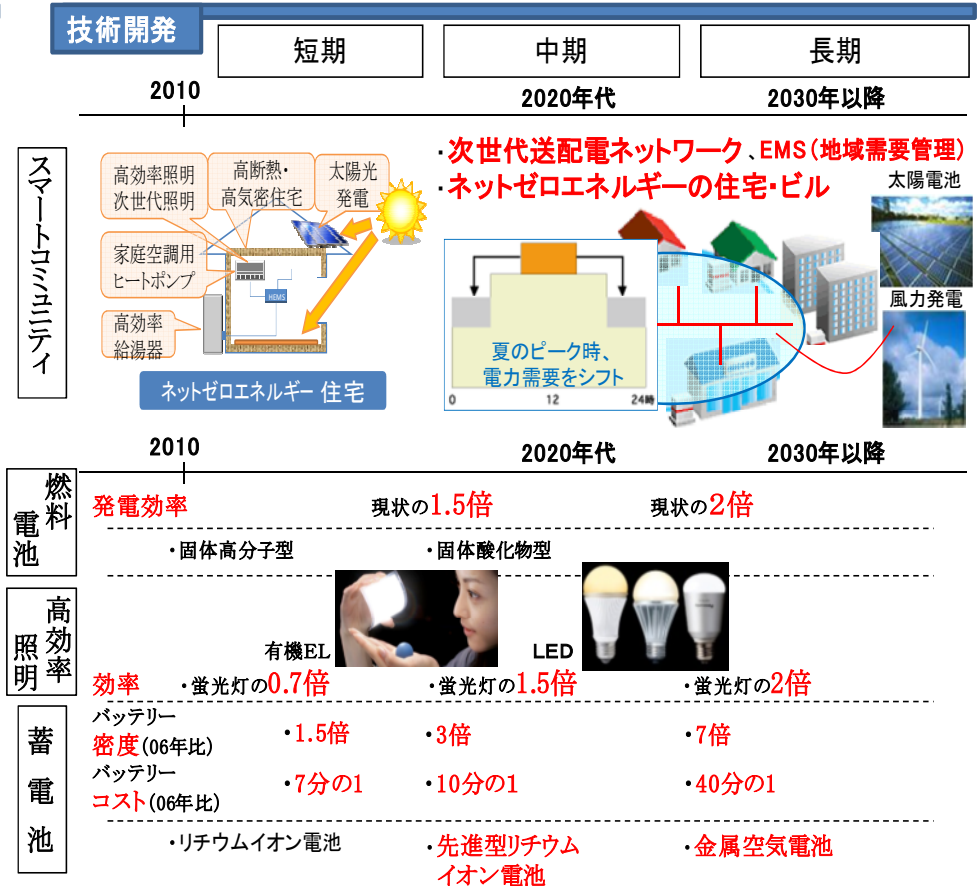 技術開発
短期
中期
長期
2010
2020年代
2030年以降
スマートコミュニティ
高効率照明
次世代照明
高断熱・
高気密住宅
太陽光
発電
家庭空調用
ヒートポンプ
HEMS
高効率
給湯器
ネットゼロエネルギー 住宅
・次世代送配電ネットワーク、EMS(地域需要管理)
・ネットゼロエネルギーの住宅・ビル
太陽電池
風力発電
夏のピーク時、
電力需要をシフト
0 12 24時
2010
2020年代
2030年以降
燃料
電池
発電効率 現状の1.5倍 現状の2倍
・固体高分子型 ・固体酸化物型
高効率
照明
有機EL
LED
効率 ・蛍光灯の0.7倍 ・蛍光灯の1.5倍 ・蛍光灯の2倍
蓄電池
バッテリー
密度(06年比) ・1.5倍 ・3倍 ・7倍
バッテリー
コスト(06年比) ・7分の1 ・10分の1 ・40分の1
・リチウムイオン電池
・先進型リチウム
イオン電池
・金属空気電池